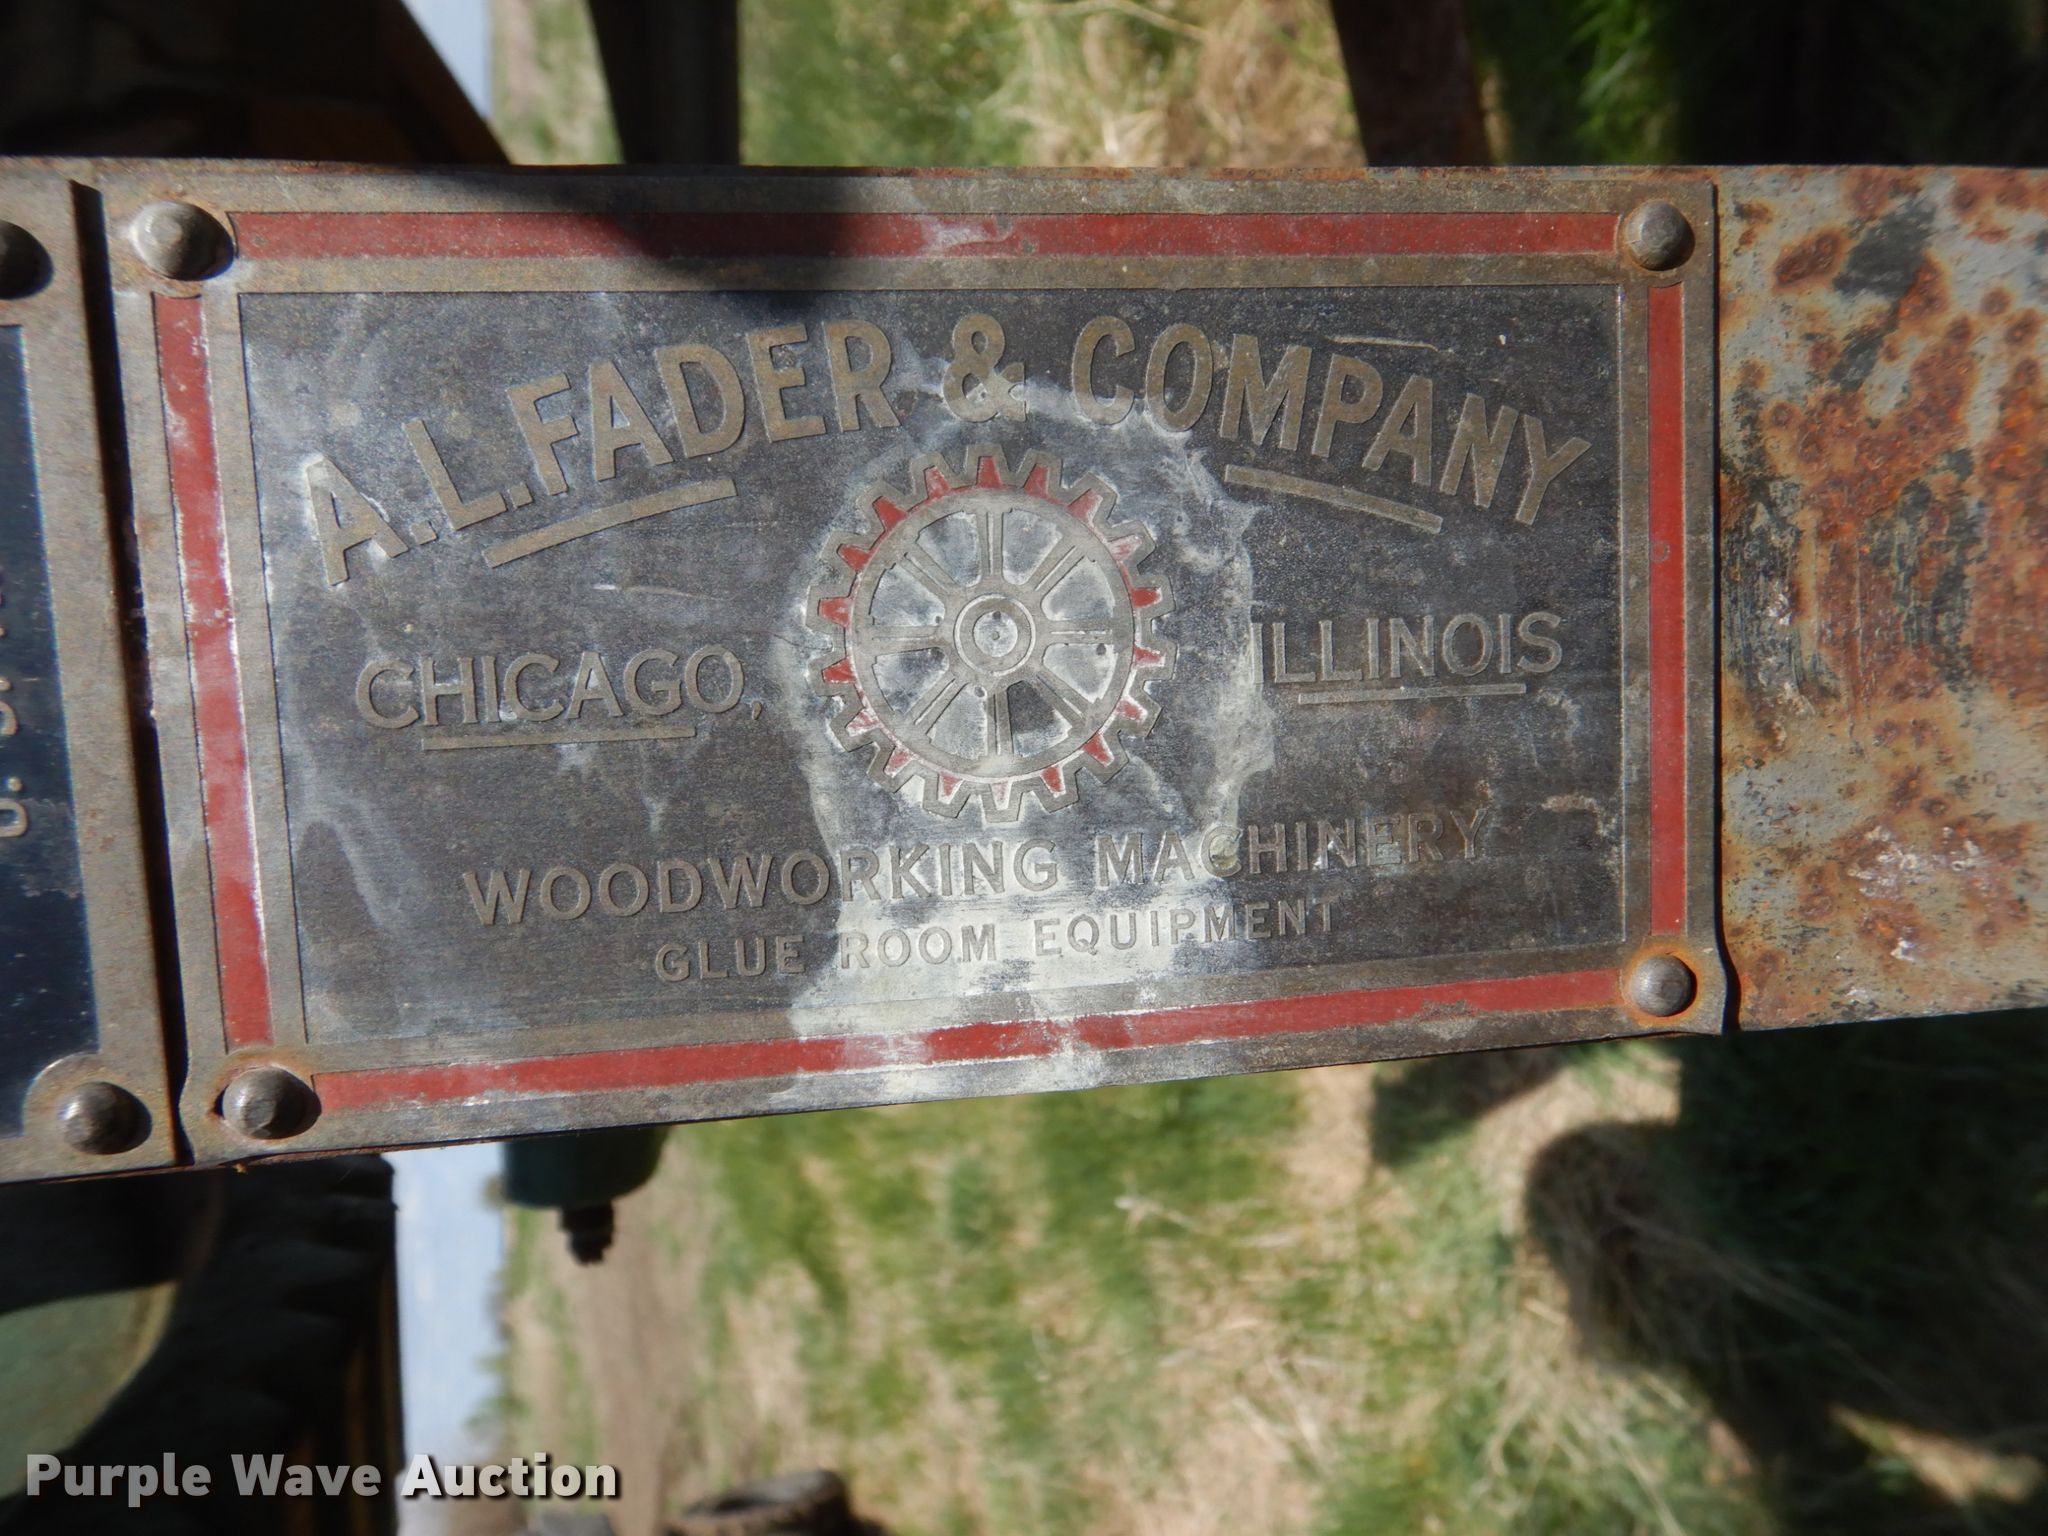 A.L. FADER & COMPANY
CHICAGO, ILLINOIS
WOODWORKING MACHINERY
GLUE ROOM EQUIPMENT
Purple Wave Auction